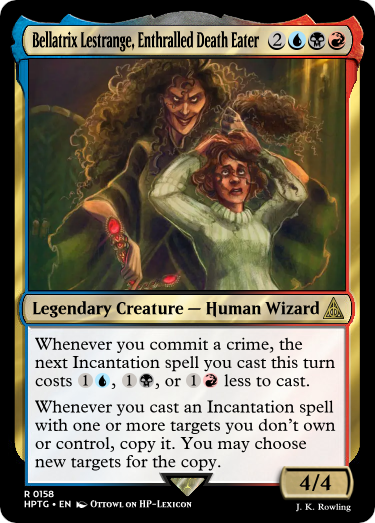 Bellatrix Lestrange, Enthralled Death Eater 2
Legendary Creature — Human Wizard
Whenever you commit a crime, the
next Incantation spell you cast this turn
costs 1, 1, or 1 less to cast.
Whenever you cast an Incantation spell
with one or more targets you don't own
or control, copy it. You may choose
new targets for the copy.
4/4
R 0158
HPTG • EN Ottowl on HP-Lexicon
J. K. Rowling